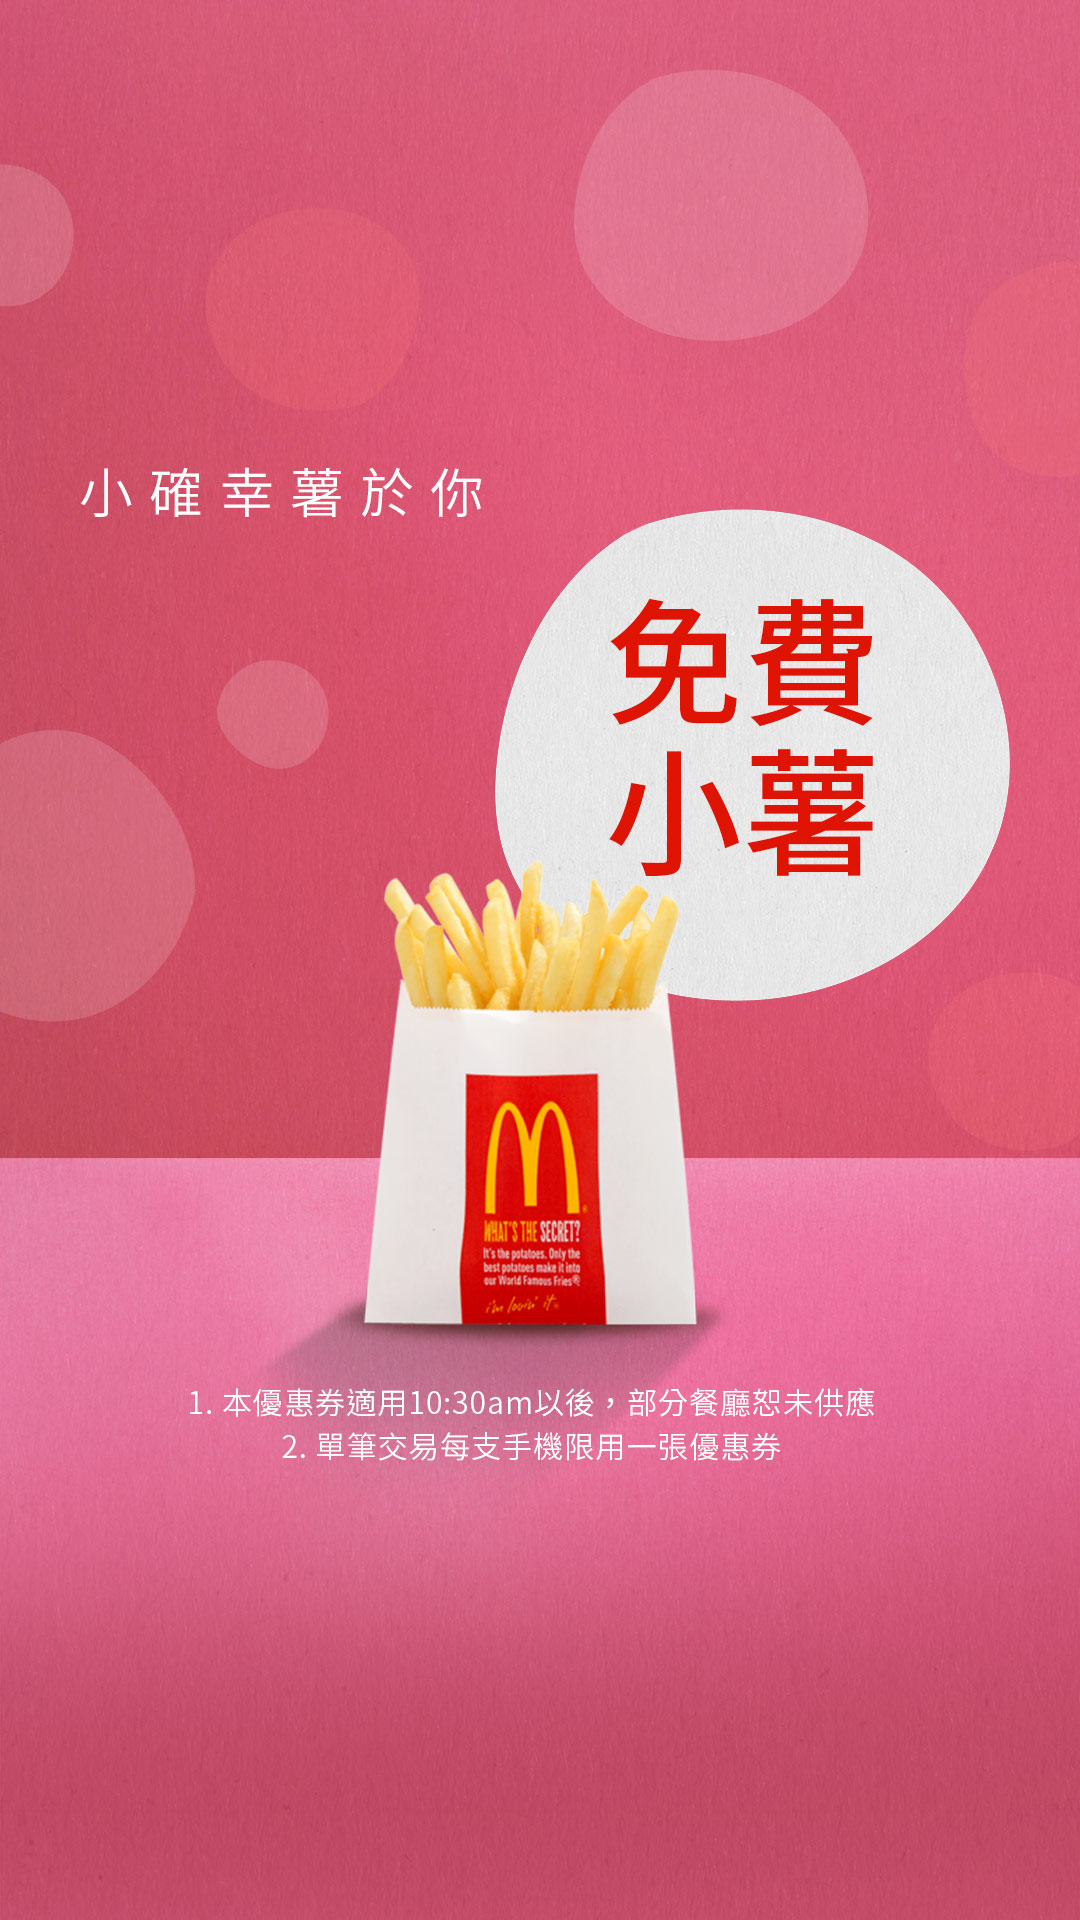 小確幸薯於你
免費
小薯
WHAT'S THE SECRET?
It's the potatoes. Only the
best potatoes make it into
our World Famous Fries®
i'm lovin' it®
1. 本優惠券適用10:30am以後，部分餐廳恕未供應
2. 單筆交易每支手機限用一張優惠券